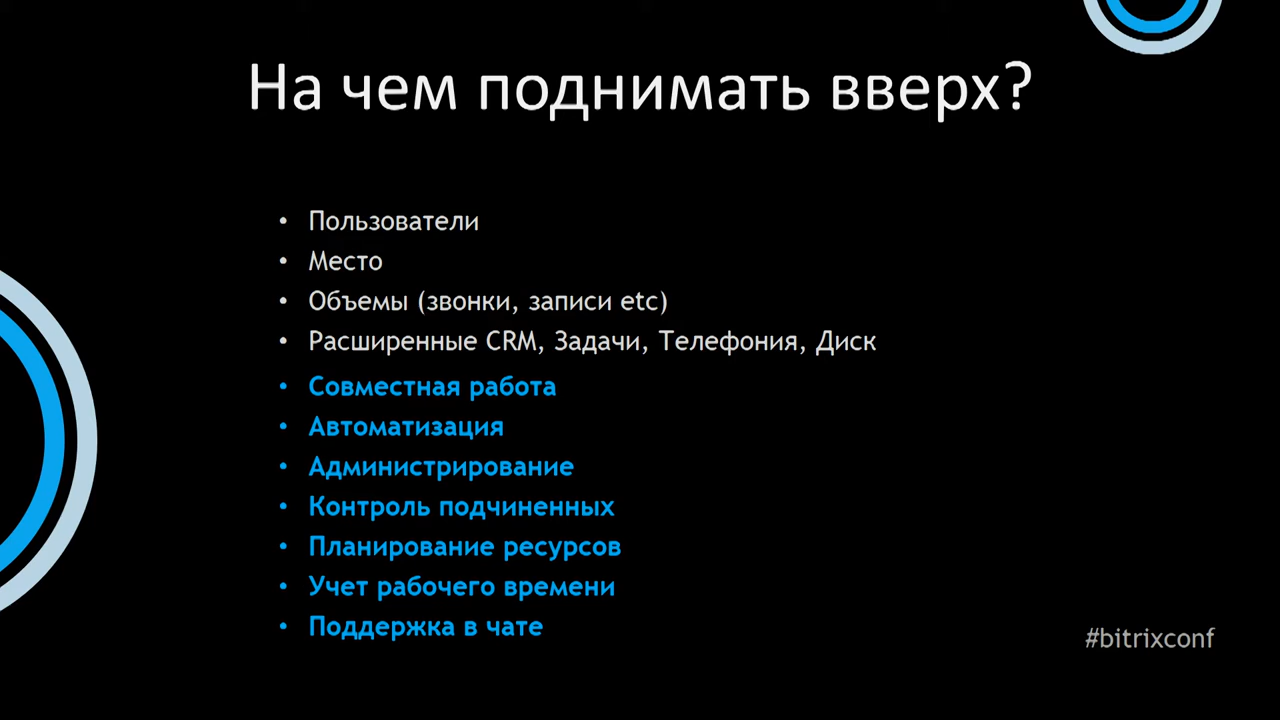 На чем поднимать вверх?
• Пользователи
• Место
• Объемы (звонки, записи etc)
• Расширенные CRM, Задачи, Телефония, Диск
• Совместная работа
• Автоматизация
• Администрирование
• Контроль подчиненных
• Планирование ресурсов
• Учет рабочего времени
• Поддержка в чате
#bitrixconf